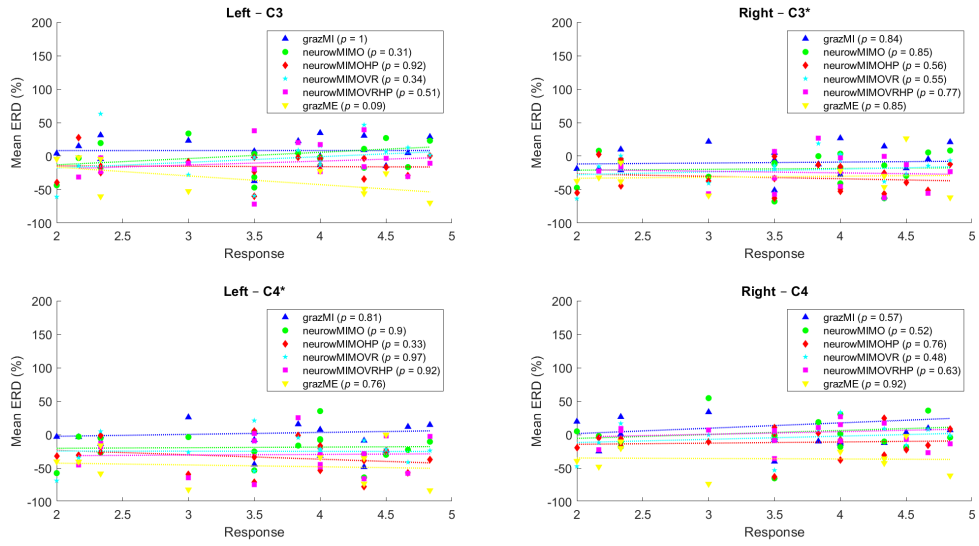 Left – C3
Mean ERD (%)
200
150
100
50
0
-50
-100
2
2.5
3
3.5
4
4.5
5
Response
grazMI (p = 1)
neurowMIMO (p = 0.31)
neurowMIMOHP (p = 0.92)
neurowMIMOVR (p = 0.34)
neurowMIMOVRHP (p = 0.51)
grazME (p = 0.09)
Right – C3*
Mean ERD (%)
200
150
100
50
0
-50
-100
2
2.5
3
3.5
4
4.5
5
Response
grazMI (p = 0.84)
neurowMIMO (p = 0.85)
neurowMIMOHP (p = 0.56)
neurowMIMOVR (p = 0.55)
neurowMIMOVRHP (p = 0.77)
grazME (p = 0.85)
Left – C4*
Mean ERD (%)
200
150
100
50
0
-50
-100
2
2.5
3
3.5
4
4.5
5
Response
grazMI (p = 0.81)
neurowMIMO (p = 0.9)
neurowMIMOHP (p = 0.33)
neurowMIMOVR (p = 0.97)
neurowMIMOVRHP (p = 0.92)
grazME (p = 0.76)
Right – C4
Mean ERD (%)
200
150
100
50
0
-50
-100
2
2.5
3
3.5
4
4.5
5
Response
grazMI (p = 0.57)
neurowMIMO (p = 0.52)
neurowMIMOHP (p = 0.76)
neurowMIMOVR (p = 0.48)
neurowMIMOVRHP (p = 0.63)
grazME (p = 0.92)